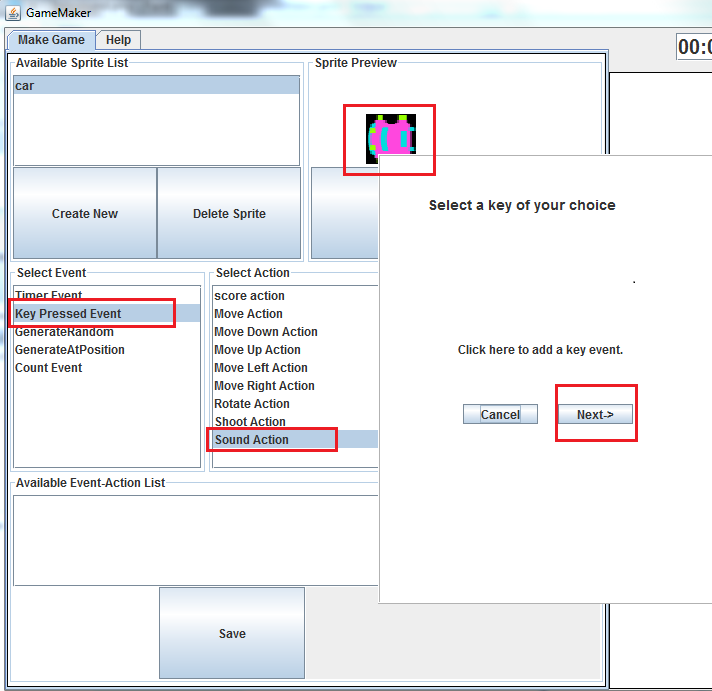 GameMaker
Make Game Help
00:
Available Sprite List
car
Sprite Preview
Create New
Delete Sprite
Select a key of your choice
.
Click here to add a key event.
Cancel
Next->
Select Event
Timer Event
Key Pressed Event
GenerateRandom
GenerateAtPosition
Count Event
Select Action
score action
Move Action
Move Down Action
Move Up Action
Move Left Action
Move Right Action
Rotate Action
Shoot Action
Sound Action
Available Event-Action List
Save